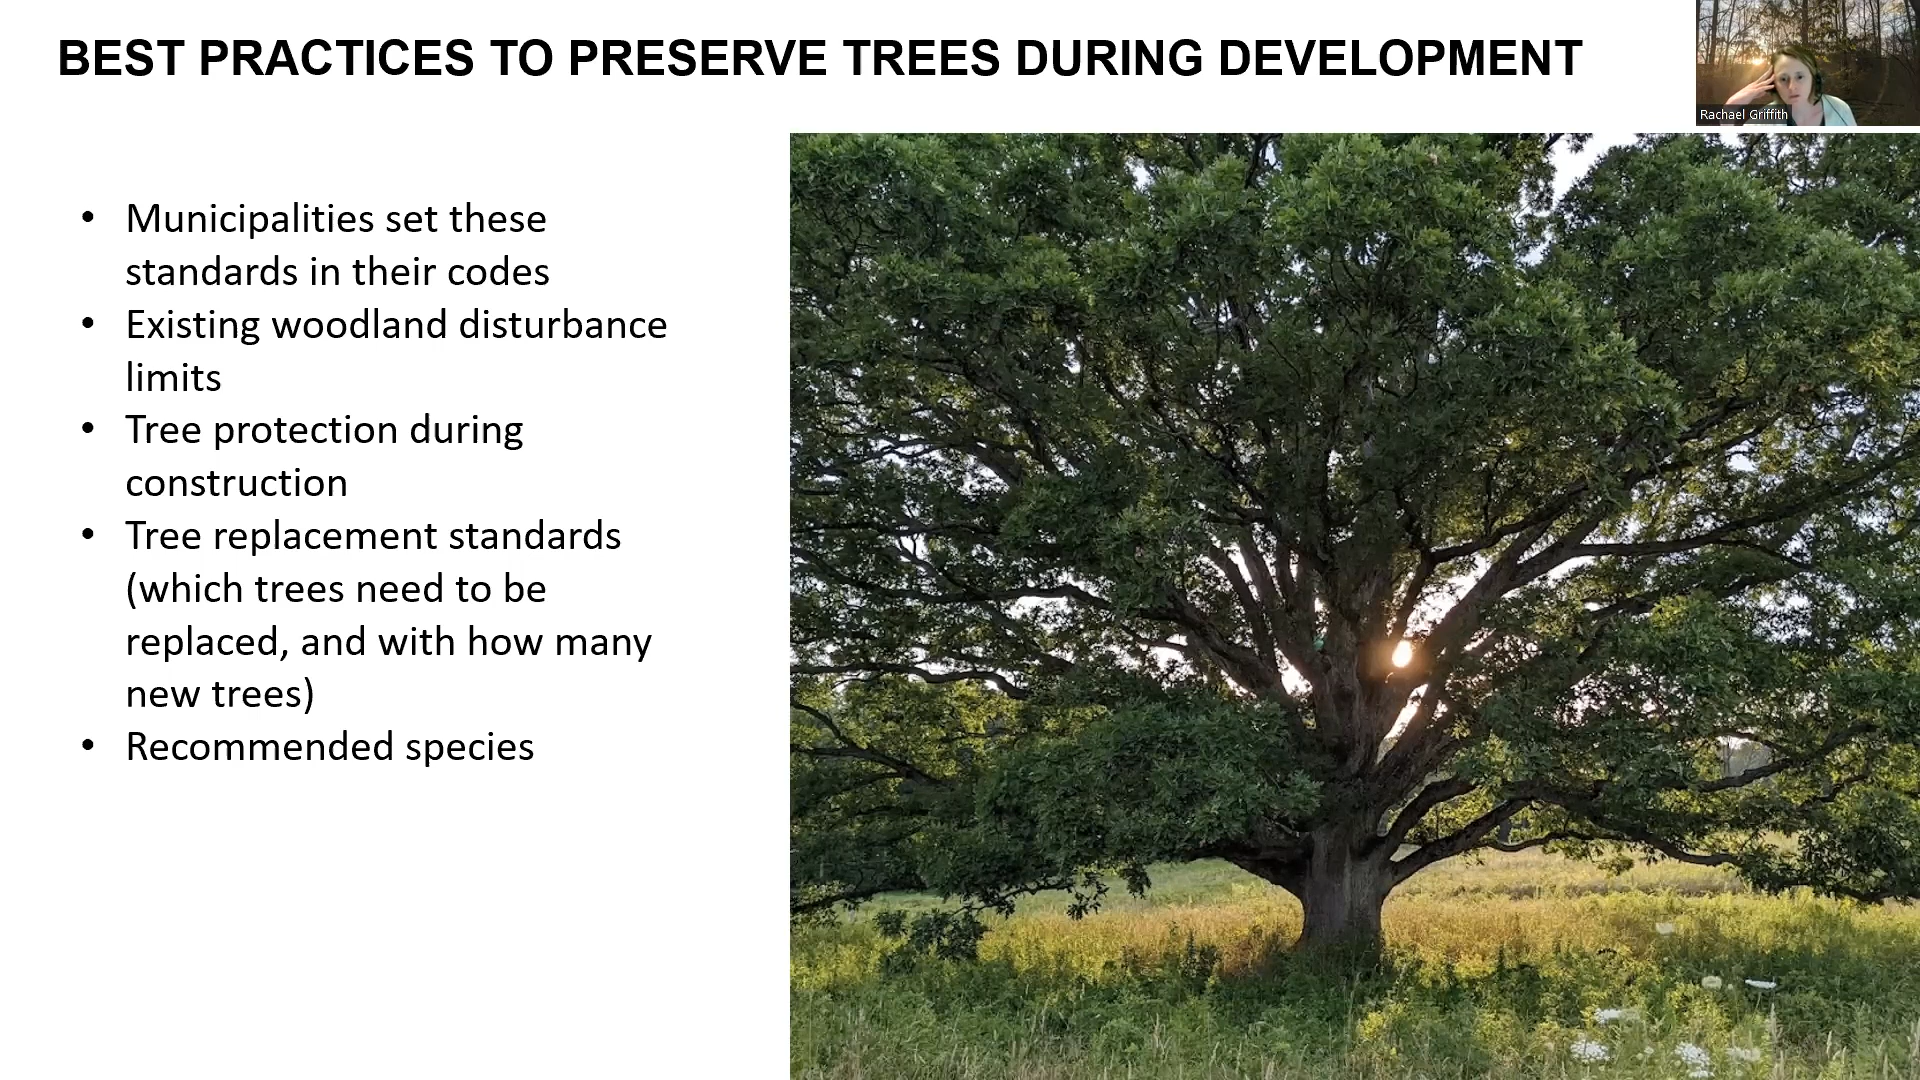 BEST PRACTICES TO PRESERVE TREES DURING DEVELOPMENT
Rachael Griffith
• Municipalities set these
standards in their codes
• Existing woodland disturbance
limits
• Tree protection during
construction
• Tree replacement standards
(which trees need to be
replaced, and with how many
new trees)
• Recommended species